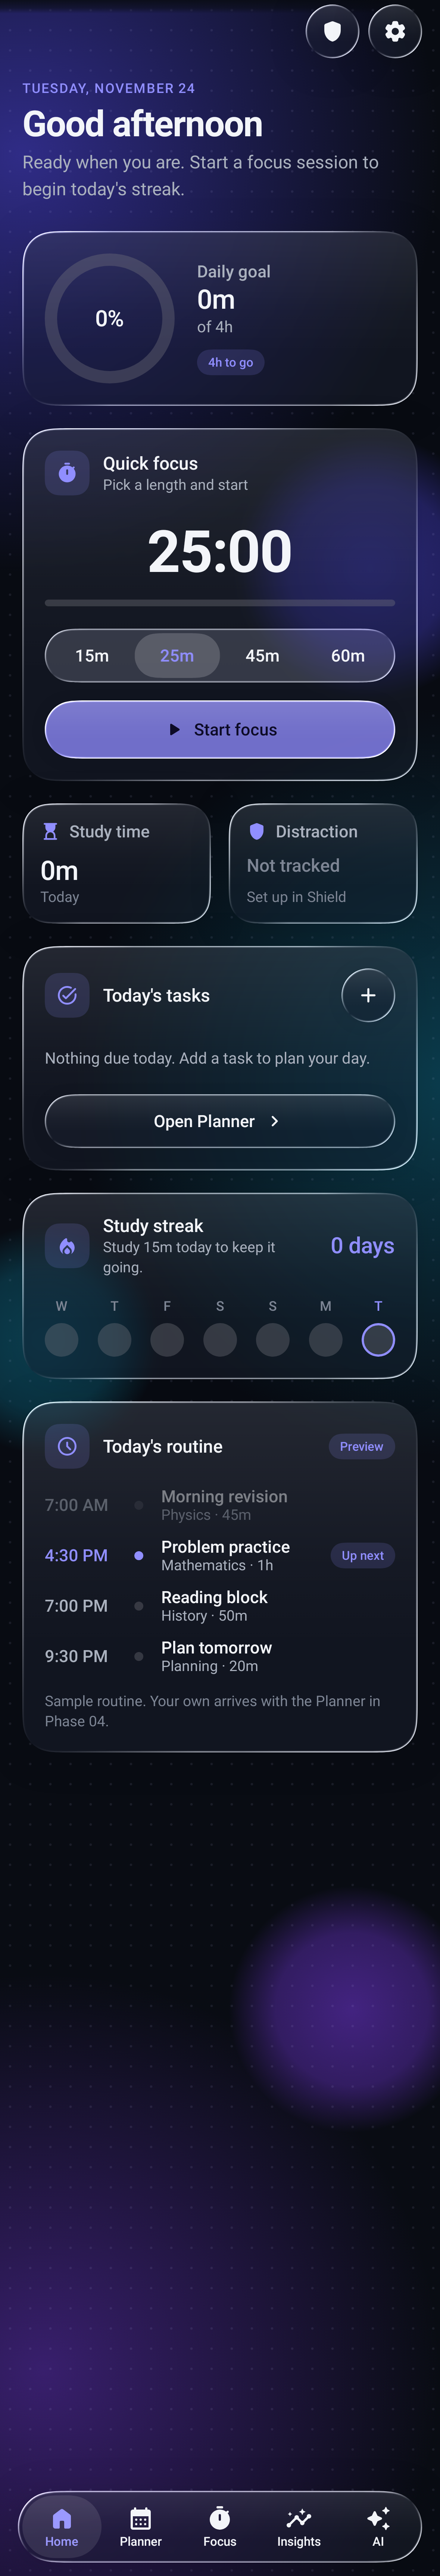 TUESDAY, NOVEMBER 24
Good afternoon
Ready when you are. Start a focus session to
begin today's streak.
0%
Daily goal
0m
of 4h
4h to go
Quick focus
Pick a length and start
25:00
15m 25m 45m 60m
Start focus
Study time
0m
Today
Distraction
Not tracked
Set up in Shield
Today's tasks
Nothing due today. Add a task to plan your day.
Open Planner
Study streak
Study 15m today to keep it
going.
0 days
W T F S S M T
Today's routine
Preview
7:00 AM
Morning revision
Physics · 45m
4:30 PM
Problem practice
Mathematics · 1h
Up next
7:00 PM
Reading block
History · 50m
9:30 PM
Plan tomorrow
Planning · 20m
Sample routine. Your own arrives with the Planner in
Phase 04.
Home Planner Focus Insights AI